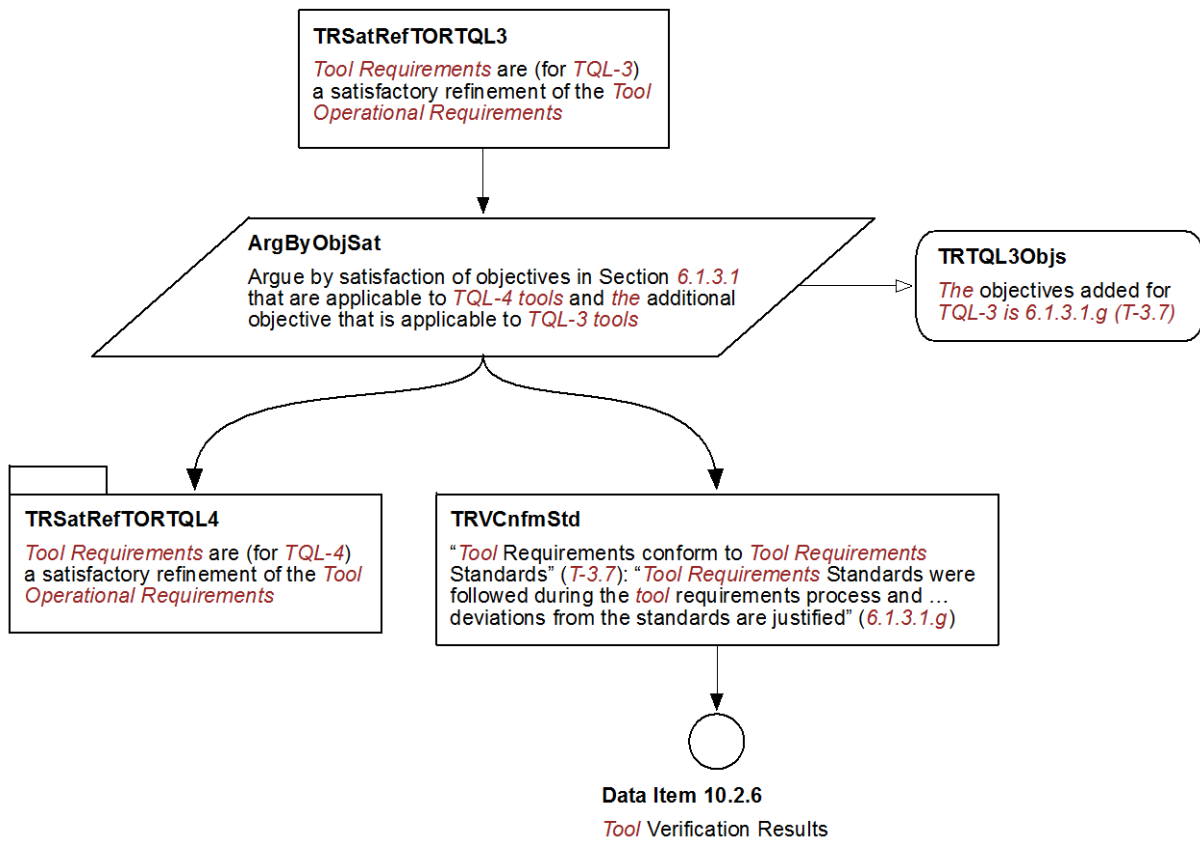 TRSatRefTORTQL3
Tool Requirements are (for TQL-3)
a satisfactory refinement of the Tool
Operational Requirements
ArgByObjSat
Argue by satisfaction of objectives in Section 6.1.3.1
that are applicable to TQL-4 tools and the additional
objective that is applicable to TQL-3 tools
TRTQL3Objs
The objectives added for
TQL-3 is 6.1.3.1.g (T-3.7)
TRSatRefTORTQL4
Tool Requirements are (for TQL-4)
a satisfactory refinement of the Tool
Operational Requirements
TRVCnfmStd
“Tool Requirements conform to Tool Requirements
Standards” (T-3.7): “Tool Requirements Standards were
followed during the tool requirements process and …
deviations from the standards are justified” (6.1.3.1.g)
Data Item 10.2.6
Tool Verification Results